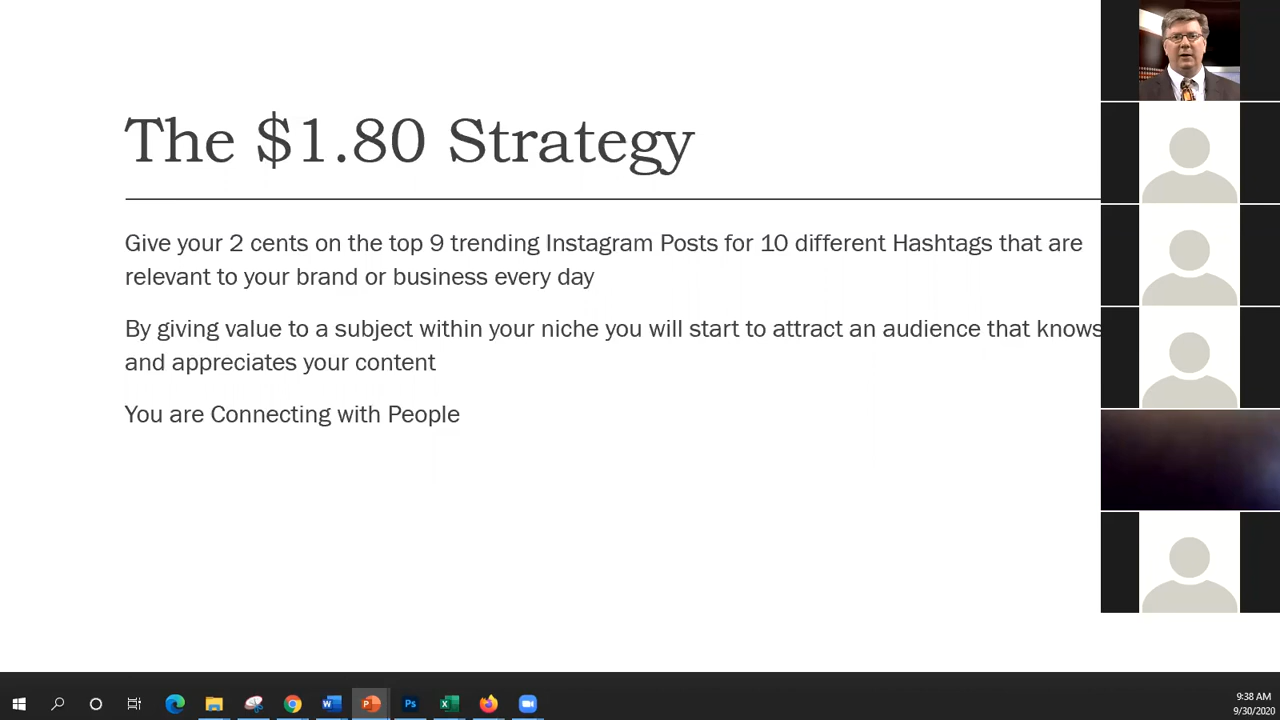 The $1.80 Strategy
Give your 2 cents on the top 9 trending Instagram Posts for 10 different Hashtags that are
relevant to your brand or business every day
By giving value to a subject within your niche you will start to attract an audience that knows
and appreciates your content
You are Connecting with People
W
P
Ps
X
9:38 AM
9/30/2020